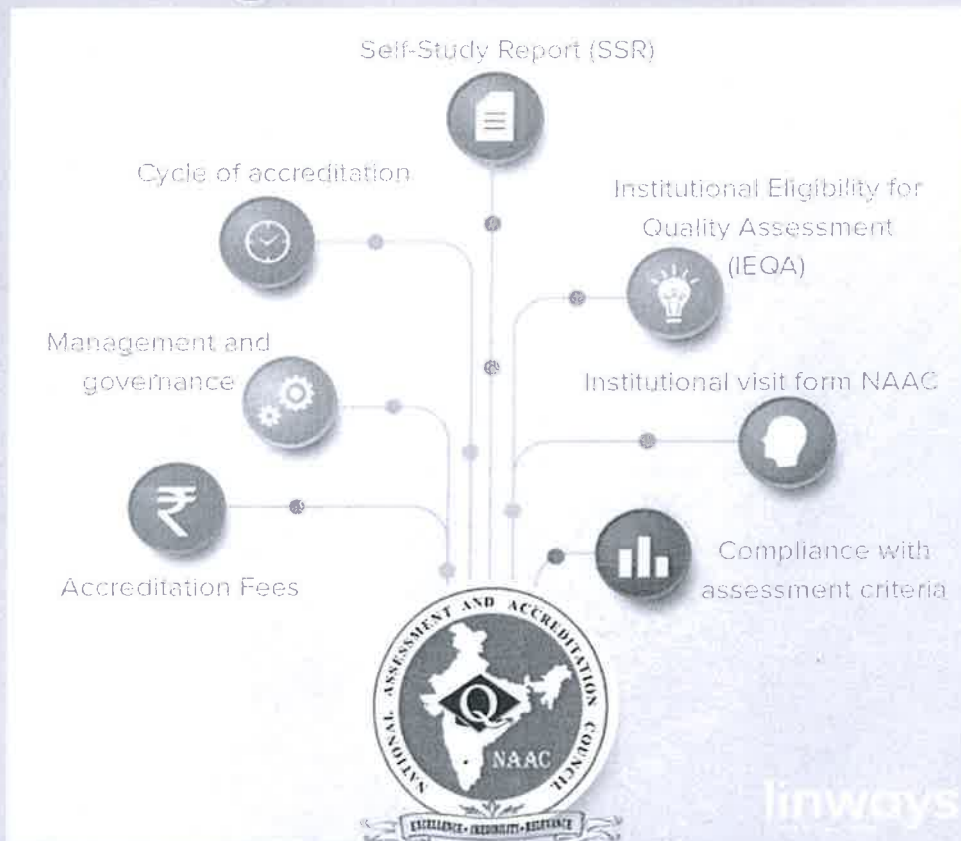 Self-Study Report (SSR)
Cycle of accreditation
Institutional Eligibility for
Quality Assessment
(IEQA)
Management and
governance
Institutional visit form NAAC
₹
Accreditation Fees
Compliance with
assessment criteria
NATIONAL ASSESSMENT AND ACCREDITATION COUNCIL
Q
NAAC
EXCELLENCE • CREDIBILITY • RELEVANCE
linways